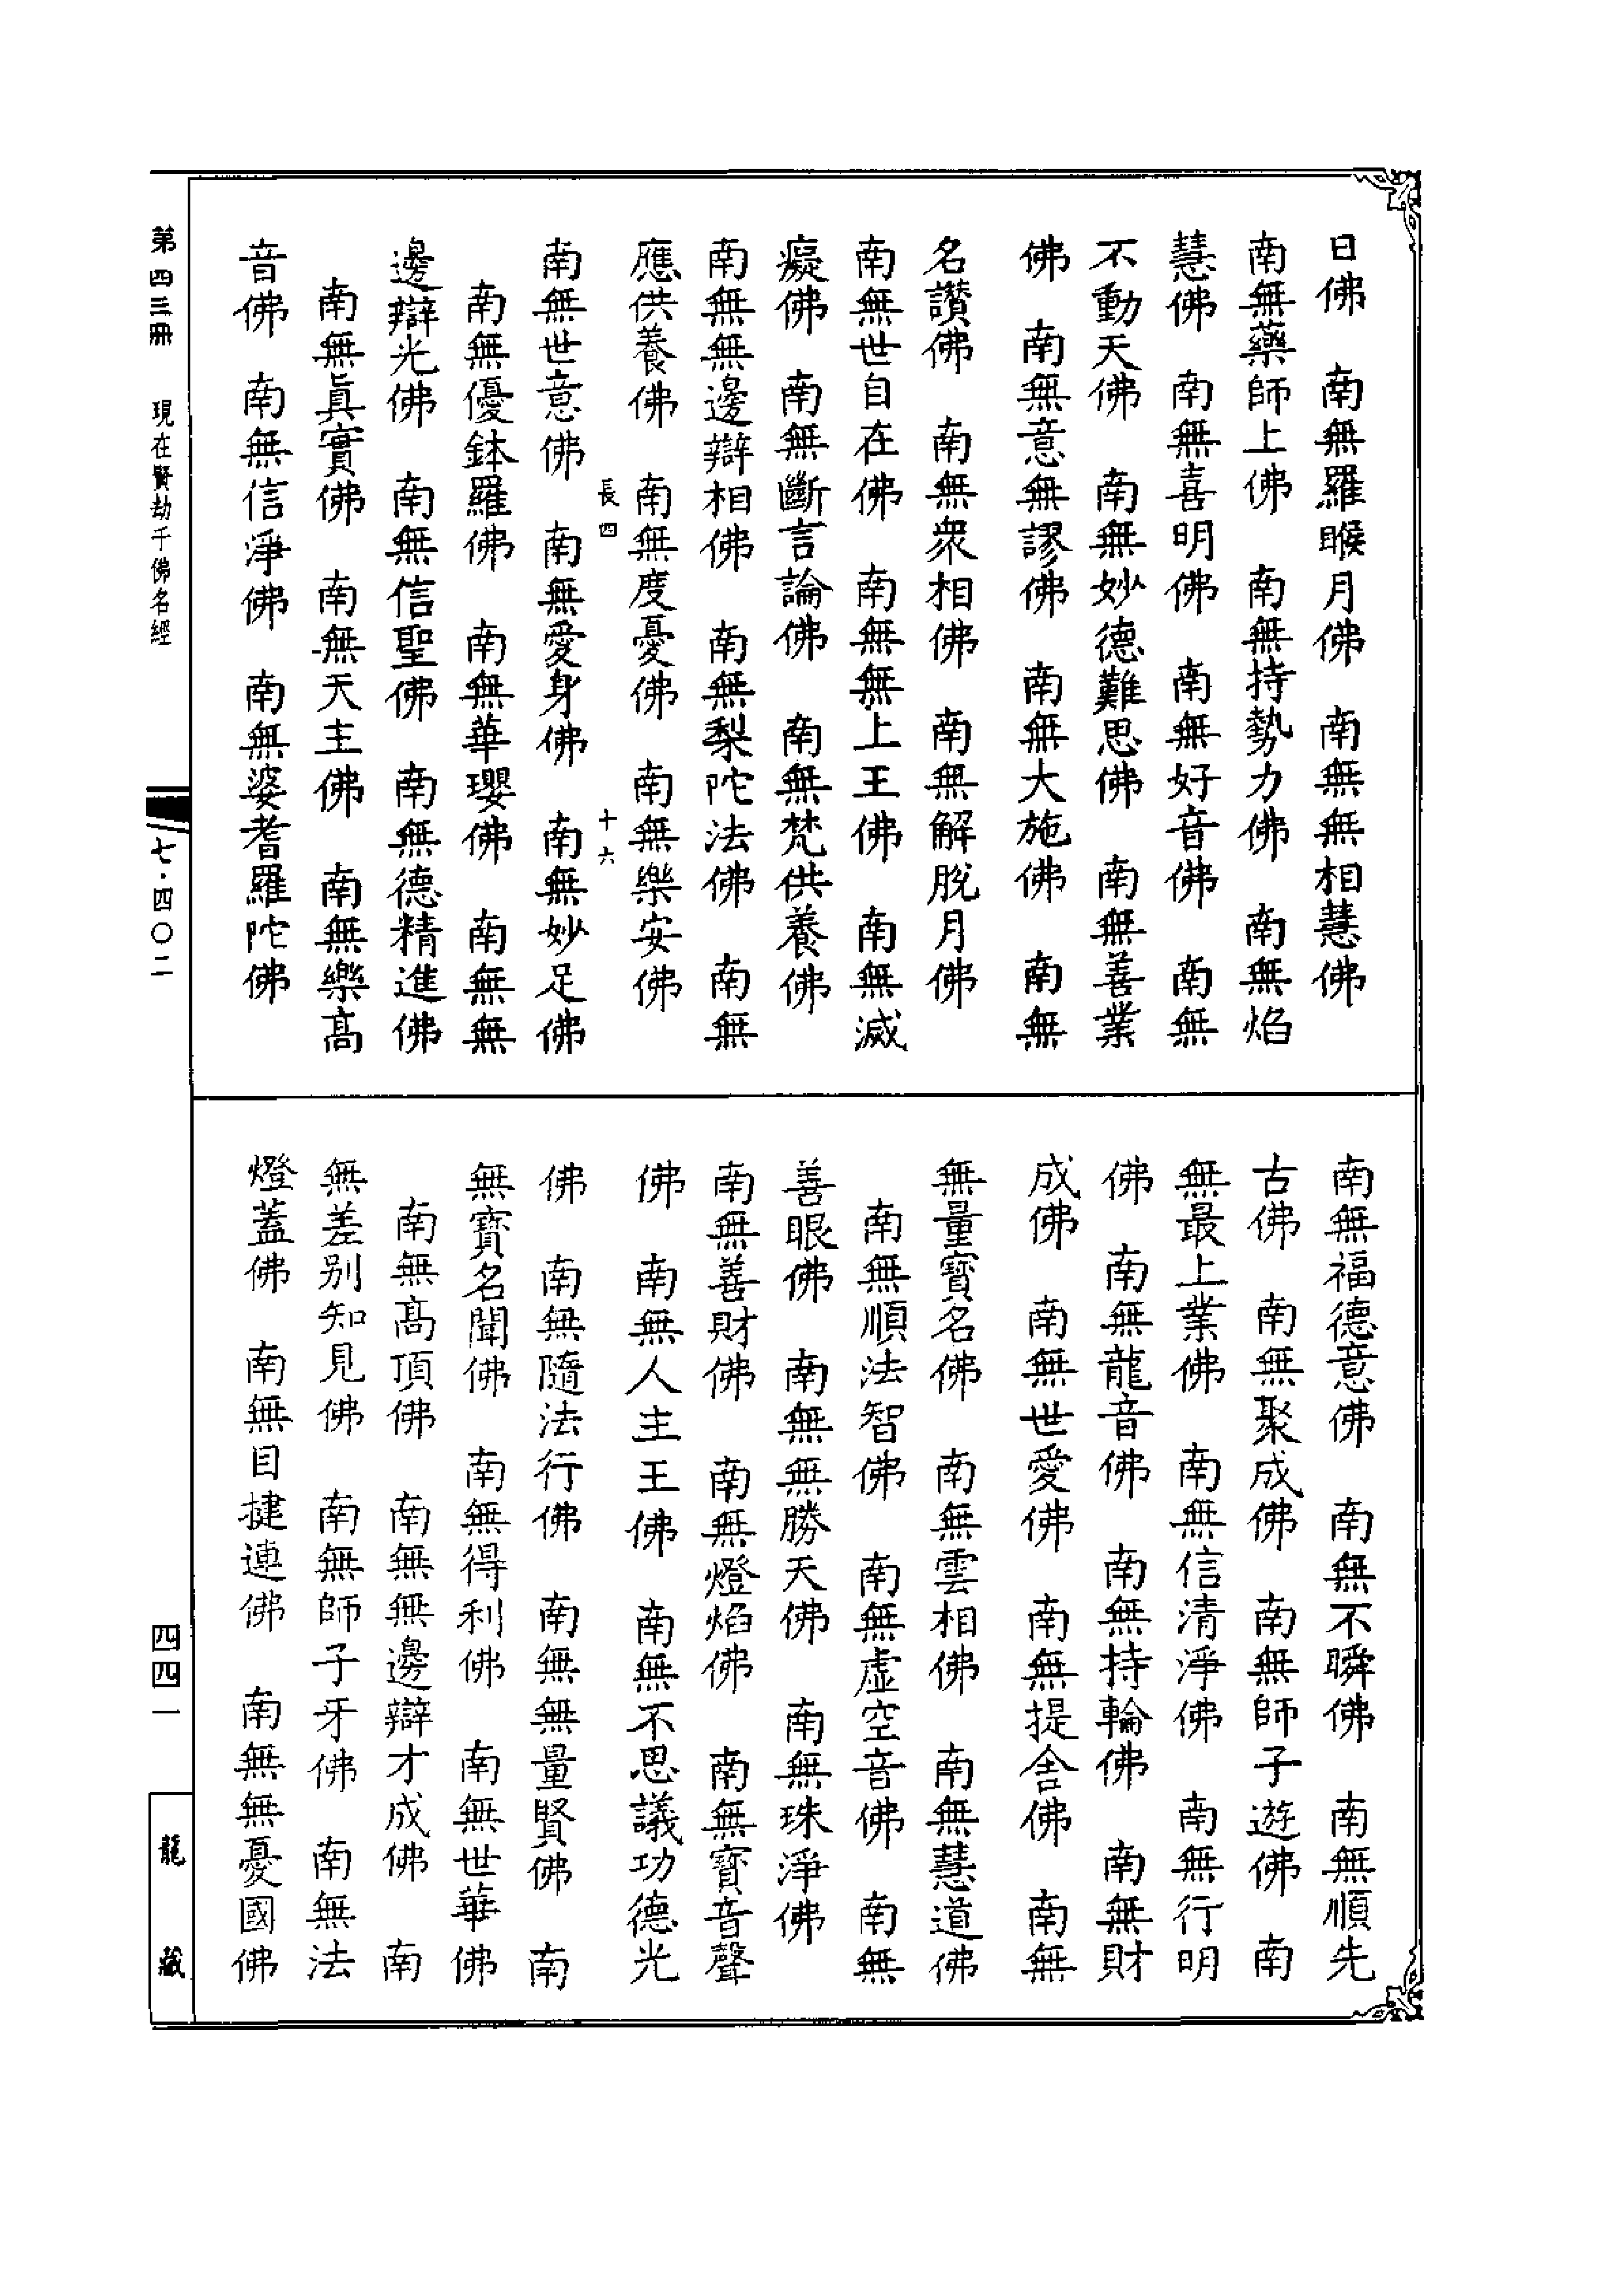 日佛　南無羅睺月佛　南無無相慧佛
南無藥師上佛　南無持勢力佛　南無焰
慧佛　南無喜明佛　南無好音佛　南無
不動天佛　南無妙德難思佛　南無善業
佛　南無意無謬佛　南無大施佛　南無
名讚佛　南無衆相佛　南無解脫月佛
南無世自在佛　南無無上王佛　南無滅
癡佛　南無斷言論佛　南無梵供養佛
南無無邊辯相佛　南無梨陀法佛　南無
應供養佛　南無度憂佛　南無樂安佛
長四　十六
南無世意佛　南無愛身佛　南無妙足佛
南無優鉢羅佛　南無華瓔佛　南無無
邊辯光佛　南無信聖佛　南無德精進佛
南無眞實佛　南無天主佛　南無樂高
音佛　南無信淨佛　南無婆耆羅陀佛
南無福德意佛　南無不瞬佛　南無順先
古佛　南無聚成佛　南無師子遊佛　南
無最上業佛　南無信清淨佛　南無行明
佛　南無龍音佛　南無持輪佛　南無財
成佛　南無世愛佛　南無提舍佛　南無
無量寶名佛　南無雲相佛　南無慧道佛
南無順法智佛　南無虛空音佛　南無
善眼佛　南無無勝天佛　南無珠淨佛
南無善財佛　南無燈焰佛　南無寶音聲
佛　南無人主王佛　南無不思議功德光
佛　南無隨法行佛　南無無量賢佛　南
無寶名聞佛　南無得利佛　南無世華佛
南無高頂佛　南無無邊辯才成佛　南
無差别知見佛　南無師子牙佛　南無法
燈蓋佛　南無目揵連佛　南無無憂國佛
第四三冊　現在賢劫千佛名經　七·四〇二　四四一　龍藏